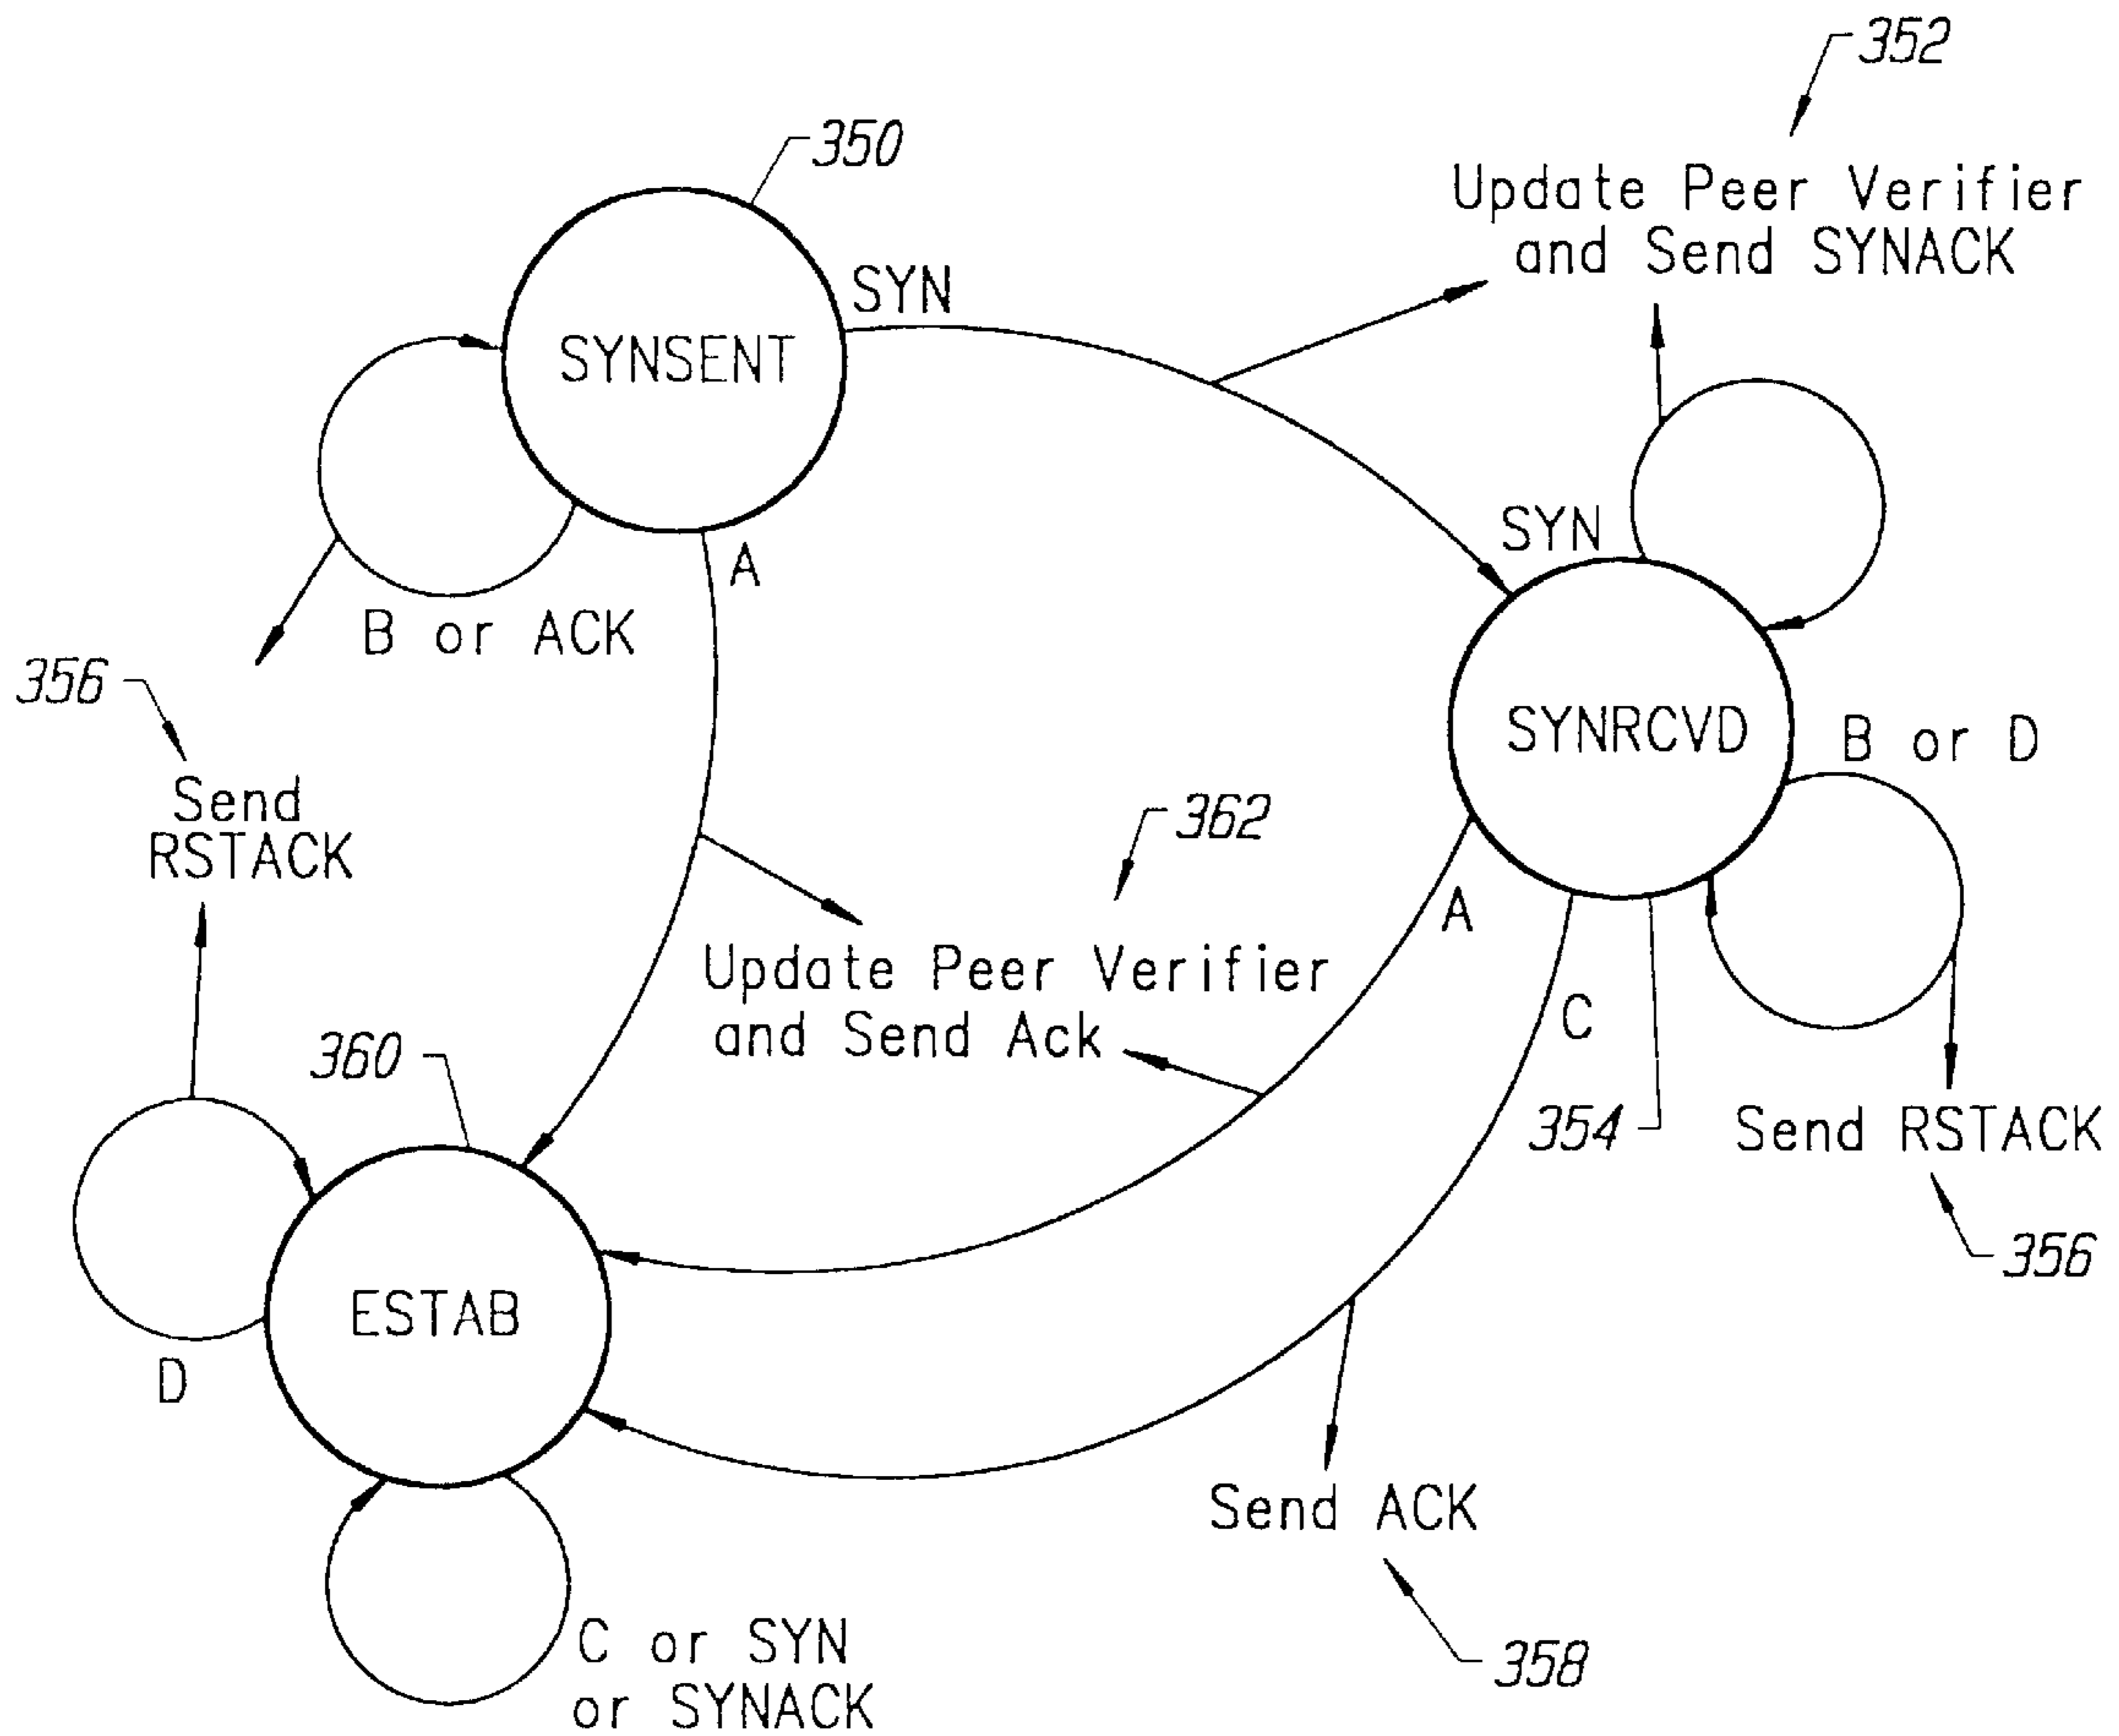 352
350
Update Peer Verifier
and Send SYNACK
SYN
SYNSENT
SYN
A
B or ACK
356
SYNRCVD
B or D
Send
RSTACK
362
A
Update Peer Verifier
and Send Ack
C
360
354
Send RSTACK
356
ESTAB
D
Send ACK
C or SYN
or SYNACK
358